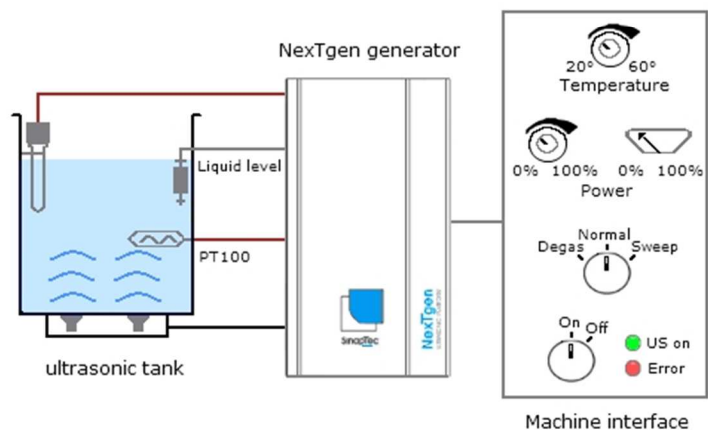 NexTgen generator
20° 60°
Temperature
Liquid level
0% 100% 0% 100%
Power
Normal
Degas Sweep
PT100
On Off
US on
Error
SinapTec
NexTgen
ultrasonic tank
Machine interface